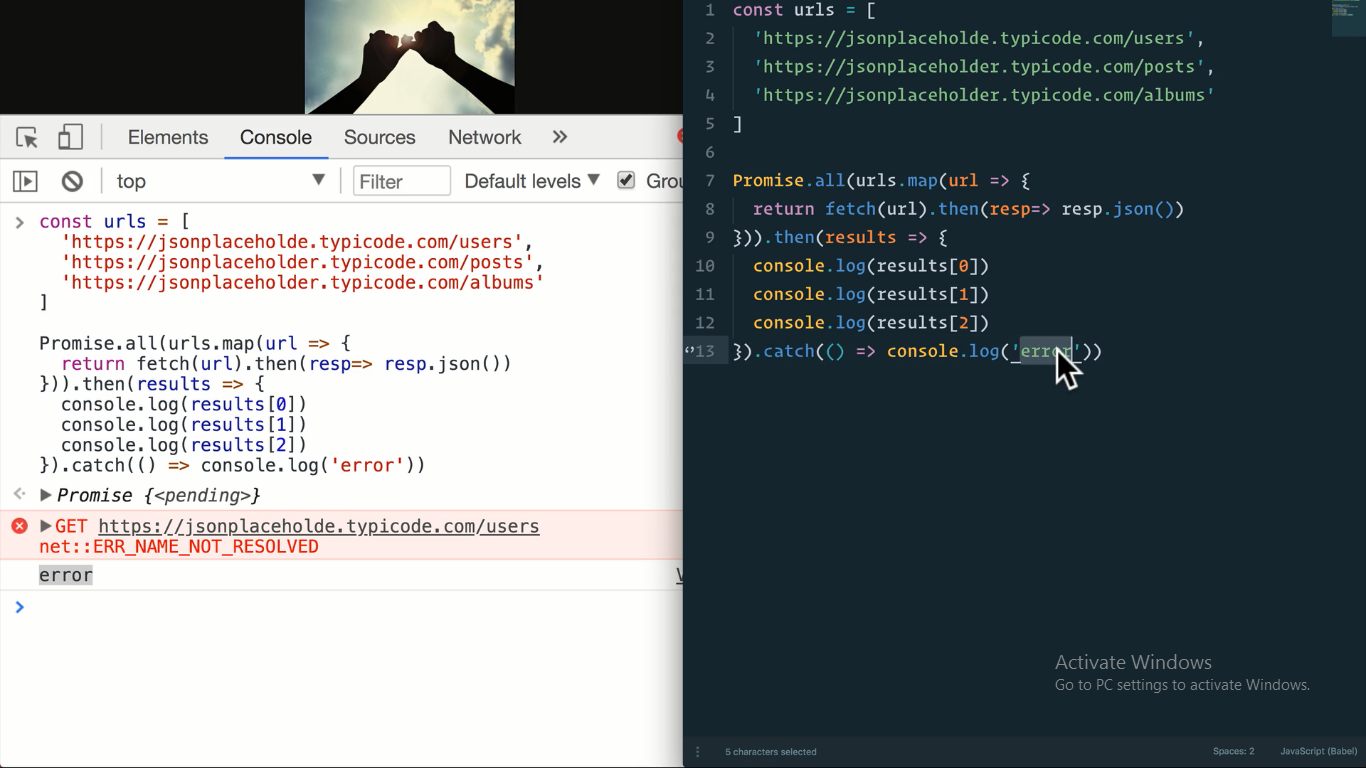 Elements Console Sources Network
top Filter Default levels Grou
const urls = [
'https://jsonplaceholde.typicode.com/users',
'https://jsonplaceholder.typicode.com/posts',
'https://jsonplaceholder.typicode.com/albums'
]
Promise.all(urls.map(url => {
return fetch(url).then(resp=> resp.json())
})).then(results => {
console.log(results[0])
console.log(results[1])
console.log(results[2])
}).catch(() => console.log('error'))
Promise {<pending>}
GET https://jsonplaceholde.typicode.com/users
net::ERR_NAME_NOT_RESOLVED
error
1 const urls = [
2 'https://jsonplaceholde.typicode.com/users',
3 'https://jsonplaceholder.typicode.com/posts',
4 'https://jsonplaceholder.typicode.com/albums'
5 ]
6
7 Promise.all(urls.map(url => {
8 return fetch(url).then(resp=> resp.json())
9 })).then(results => {
10 console.log(results[0])
11 console.log(results[1])
12 console.log(results[2])
13 }).catch(() => console.log('error'))
Activate Windows
Go to PC settings to activate Windows.
5 characters selected
Spaces: 2 JavaScript (Babel)